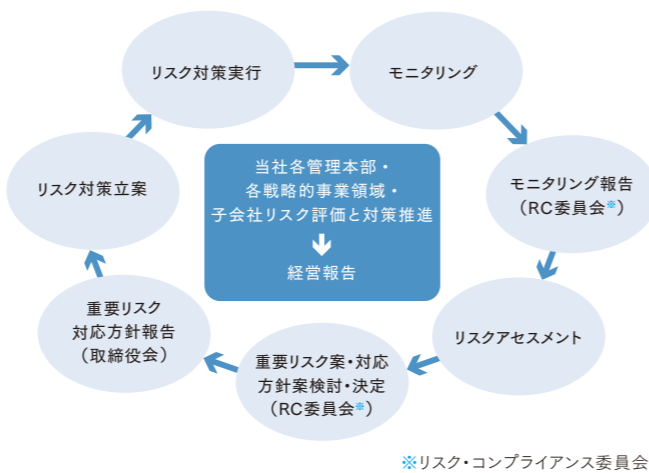 リスク対策実行
モニタリング
モニタリング報告
（RC委員会※）
リスクアセスメント
重要リスク案・対応
方針案検討・決定
（RC委員会※）
重要リスク
対応方針報告
（取締役会）
リスク対策立案
当社各管理本部・
各戦略的事業領域・
子会社リスク評価と対策推進
経営報告
※リスク・コンプライアンス委員会